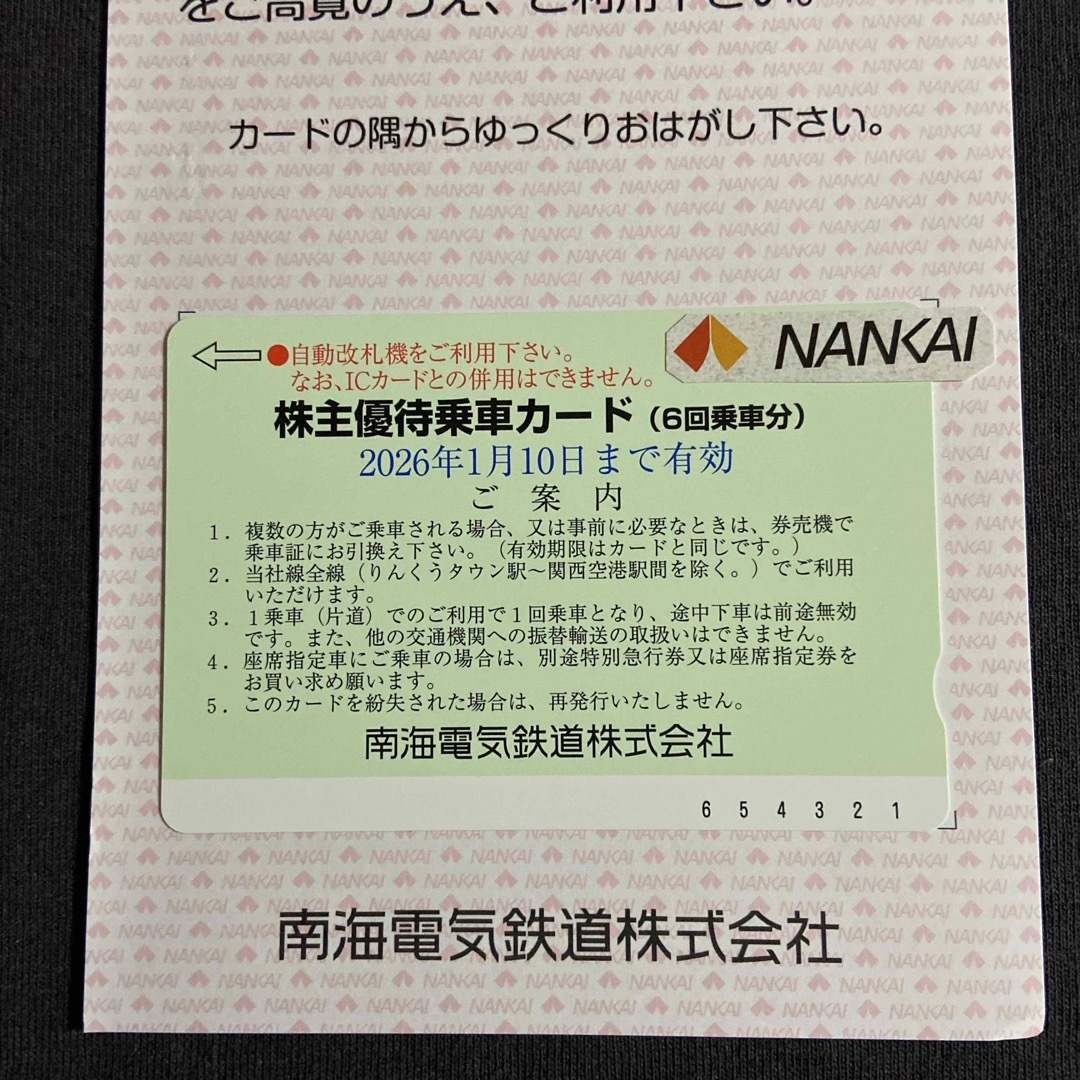 をご高覧のうえ、ご利用下さい。
カードの隅からゆっくりおはがし下さい。
NANKAI
●自動改札機をご利用下さい。
なお、ICカードとの併用はできません。
株主優待乗車カード(6回乗車分)
2026年1月10日まで有効
ご案内
1.複数の方がご乗車される場合、又は事前に必要なときは、券売機で
乗車証にお引換え下さい。(有効期限はカードと同じです。)
2.当社線全線(りんくうタウン駅〜関西空港駅間を除く。)でご利用
いただけます。
3.1乗車(片道)でのご利用で1回乗車となり、途中下車は前途無効
です。また、他の交通機関への振替輸送の取扱いはできません。
4.座席指定車にご乗車の場合は、別途特別急行券又は座席指定券を
お買い求め願います。
5.このカードを紛失された場合は、再発行いたしません。
南海電気鉄道株式会社
6 5 4 3 2 1
南海電気鉄道株式会社